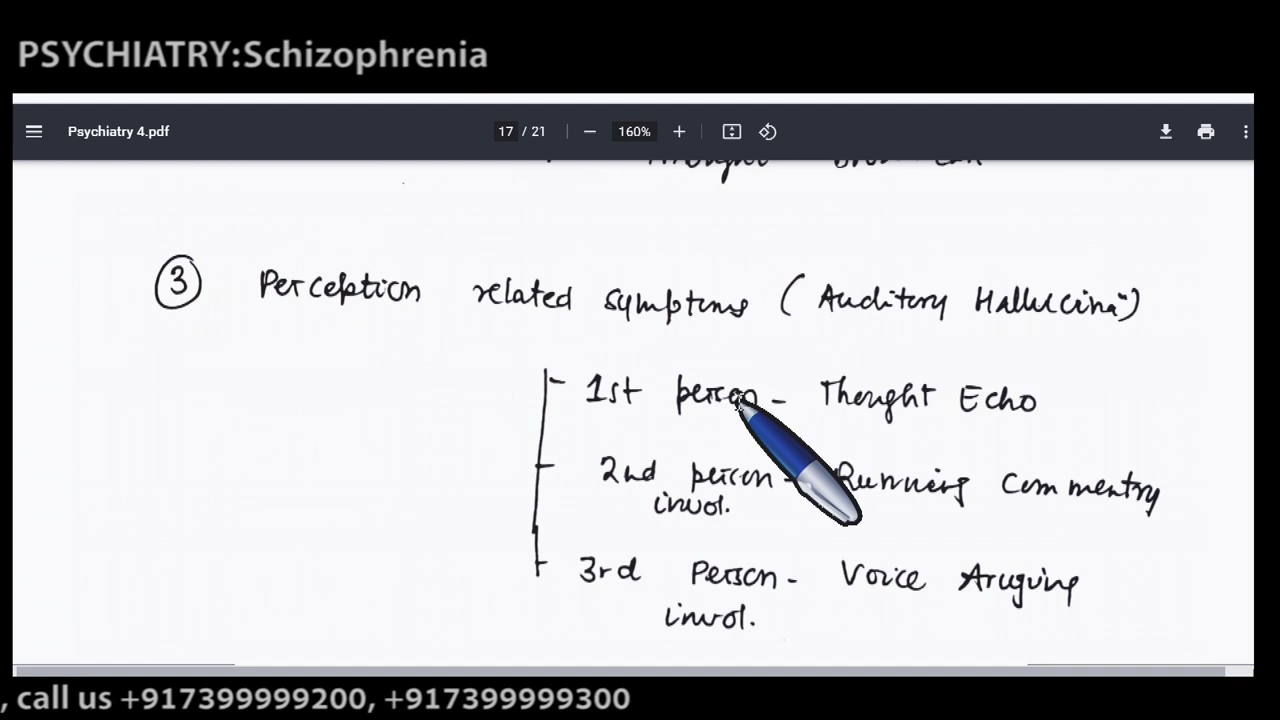 PSYCHIATRY:Schizophrenia
Psychiatry 4.pdf 17 / 21 160%
Thought
③ Perception related symptoms (Auditory Hallucina")
1st person - Thought Echo
2nd person - Running Commentry
invol.
3rd Person - Voice Aruguing
invol.
, call us +917399999200, +917399999300